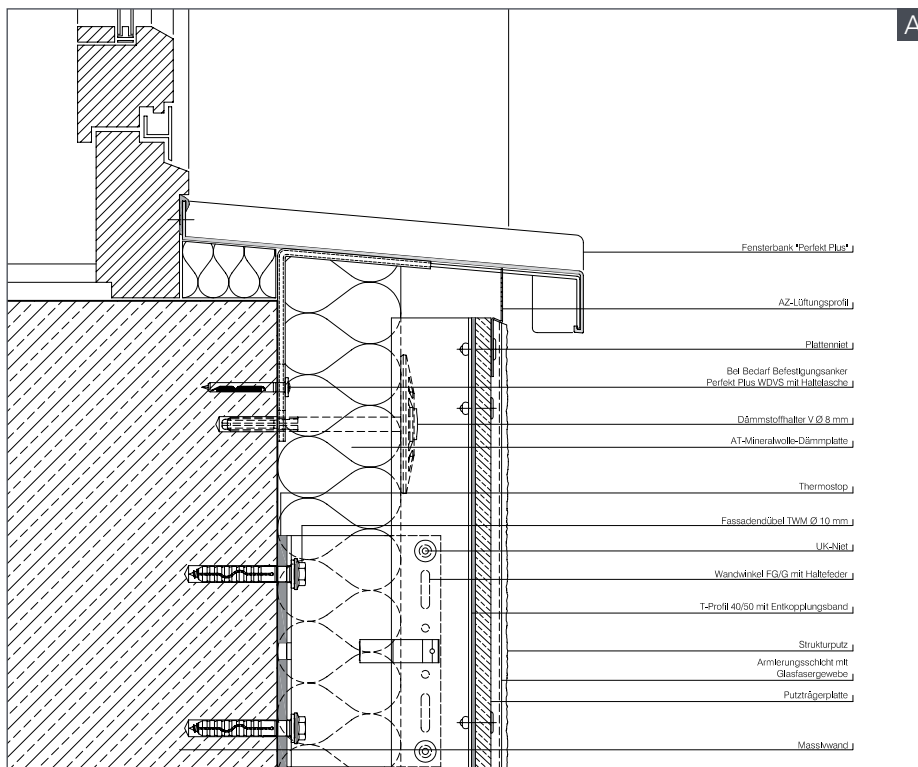 A
Fensterbank "Perfekt Plus"
AZ-Lüftungsprofil
Plattenniet
Bei Bedarf Befestigungsanker
Perfekt Plus WDVS mit Haltelasche
Dämmstoffhalter V Ø 8 mm
AT-Mineralwolle-Dämmplatte
Thermostop
Fassadendübel TWM Ø 10 mm
UK-Niet
Wandwinkel FG/G mit Haltefeder
T-Profil 40/50 mit Entkopplungsband
Strukturputz
Armierungsschicht mit
Glasfasergewebe
Putzträgerplatte
Massivwand